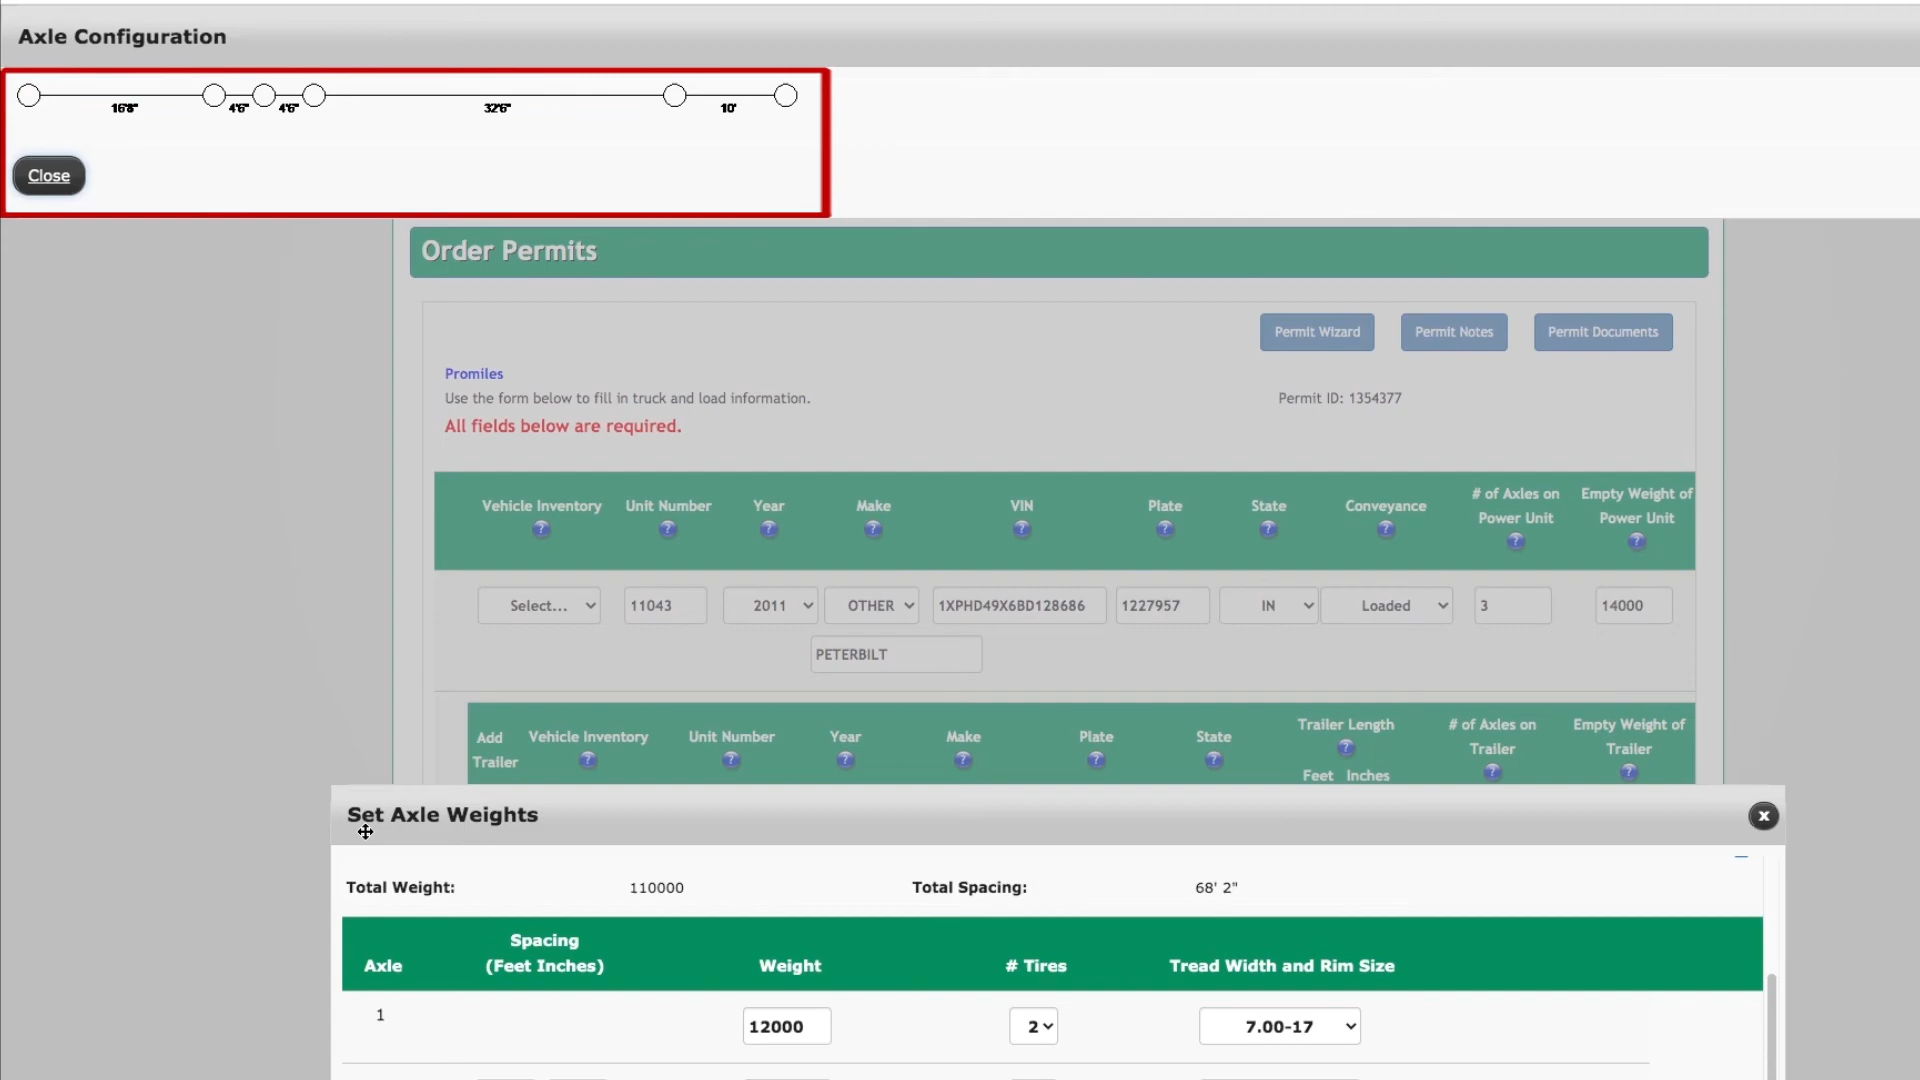 Axle Configuration
16'8" 4'6" 4'6" 32'6" 10'
Close
Order Permits
Permit Wizard Permit Notes Permit Documents
Promiles
Use the form below to fill in truck and load information. Permit ID: 1354377
All fields below are required.
Vehicle Inventory Unit Number Year Make VIN Plate State Conveyance # of Axles on Power Unit Empty Weight of Power Unit
? ? ? ? ? ? ? ? ? ?
Select... 11043 2011 OTHER 1XPHD49X6BD128686 1227957 IN Loaded 3 14000
PETERBILT
Add Trailer Vehicle Inventory Unit Number Year Make Plate State Trailer Length # of Axles on Trailer Empty Weight of Trailer
? ? ? ? ? ? ? ? ?
Feet Inches
Set Axle Weights x
Total Weight: 110000 Total Spacing: 68' 2"
Axle Spacing (Feet Inches) Weight # Tires Tread Width and Rim Size
1 12000 2 7.00-17